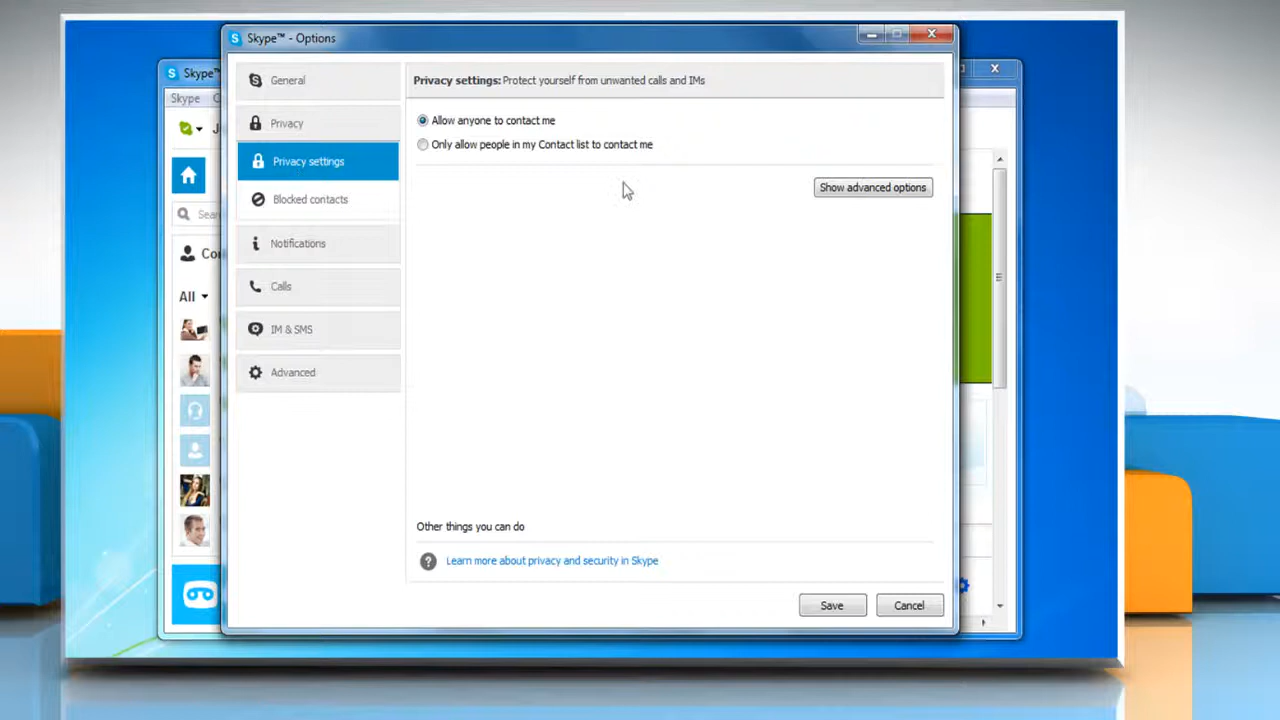 Skype™ - Options
Skype™
Skype
General
Privacy
Privacy settings
Blocked contacts
Notifications
Calls
IM & SMS
Advanced
Privacy settings: Protect yourself from unwanted calls and IMs
Allow anyone to contact me
Only allow people in my Contact list to contact me
Show advanced options
Other things you can do
Learn more about privacy and security in Skype
Save
Cancel
Sear
Co
All